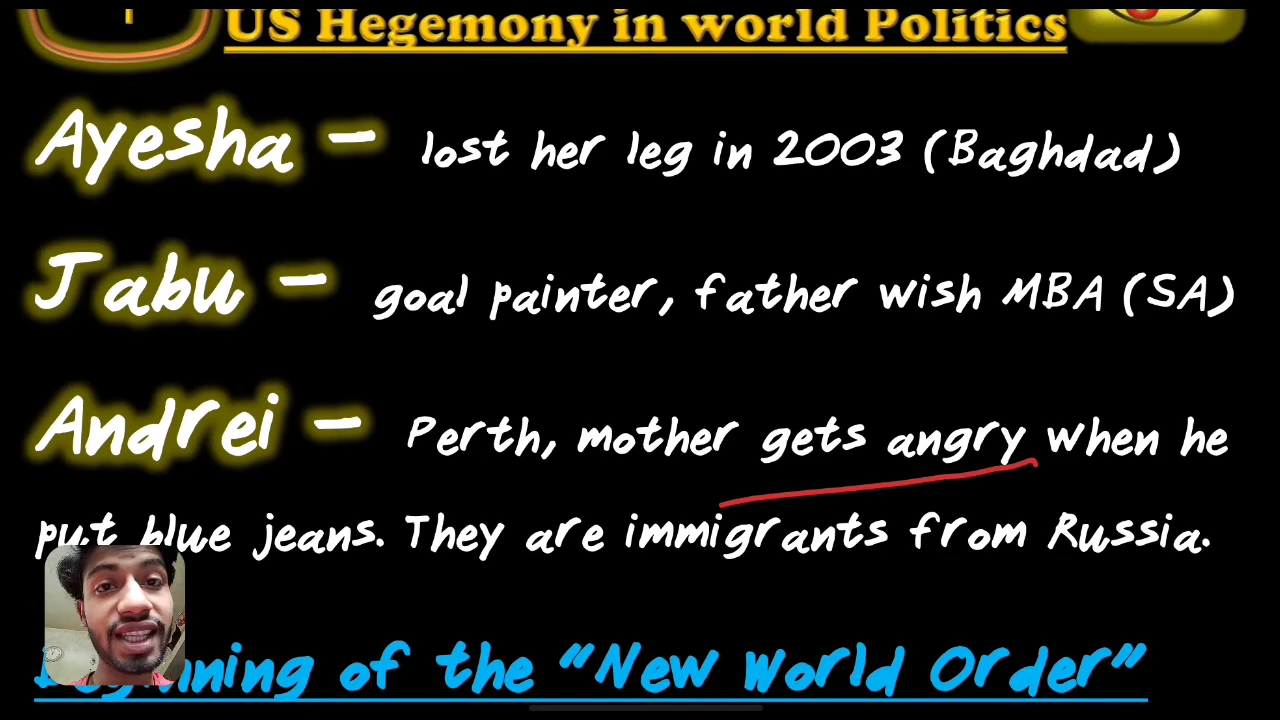 US Hegemony in world Politics
Ayesha - lost her leg in 2003 (Baghdad)
Jabu - goal painter, father wish MBA (SA)
Andrei - Perth, mother gets angry when he
put blue jeans. They are immigrants from Russia.
Beginning of the "New World Order"